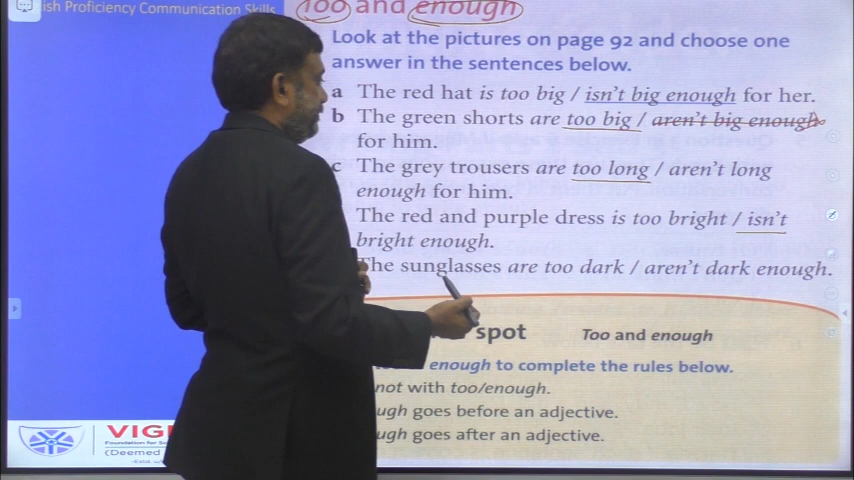 ish Proficiency Communication Skills
Too and enough
Look at the pictures on page 92 and choose one
answer in the sentences below.
a The red hat is too big / isn't big enough for her.
b The green shorts are too big / aren't big enough
for him.
c The grey trousers are too long / aren't long
enough for him.
The red and purple dress is too bright / isn't
bright enough.
The sunglasses are too dark / aren't dark enough.
spot Too and enough
enough to complete the rules below.
not with too/enough.
ugh goes before an adjective.
ugh goes after an adjective.
VIG
Foundation for Sc
(Deemed